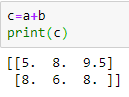 c=a+b
print(c)
[[5.  8.  9.5]
 [8.  6.  8. ]]